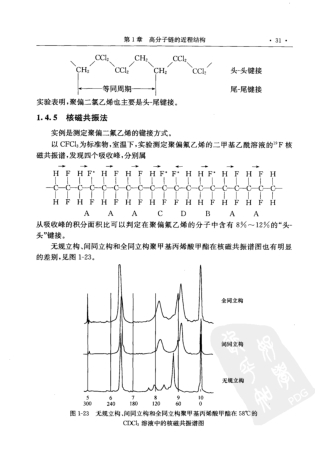 第1章 高分子链的近程结构 · 31 ·
CCl₂ CH₂ CCl₂
CH₂ CCl₂ CH₂ CCl₂ 头-头键接
等同周期 尾-尾键接
实验表明,聚偏二氯乙烯也主要是头-尾键接。
1.4.5 核磁共振法
实例是测定聚偏二氟乙烯的键接方式。
以 CFCl₃ 为标准物,室温下,实验测定聚偏氟乙烯的二甲基乙酰溶液的¹⁹F 核
磁共振谱,发现四个吸收峰,分别属
A A A C D B A A
从吸收峰的积分面积比可以判定在聚偏氟乙烯的分子中含有 8%~12%的“头-
头”键接。
无规立构、间同立构和全同立构聚甲基丙烯酸甲酯在核磁共振谱图也有明显
的差别,见图 1-23。
全同立构
间同立构
无规立构
5 6 7 8 9 10
300 240 180 120 60 0
图 1-23 无规立构、间同立构和全同立构聚甲基丙烯酸甲酯在 58℃的
CDCl₃ 溶液中的核磁共振谱图